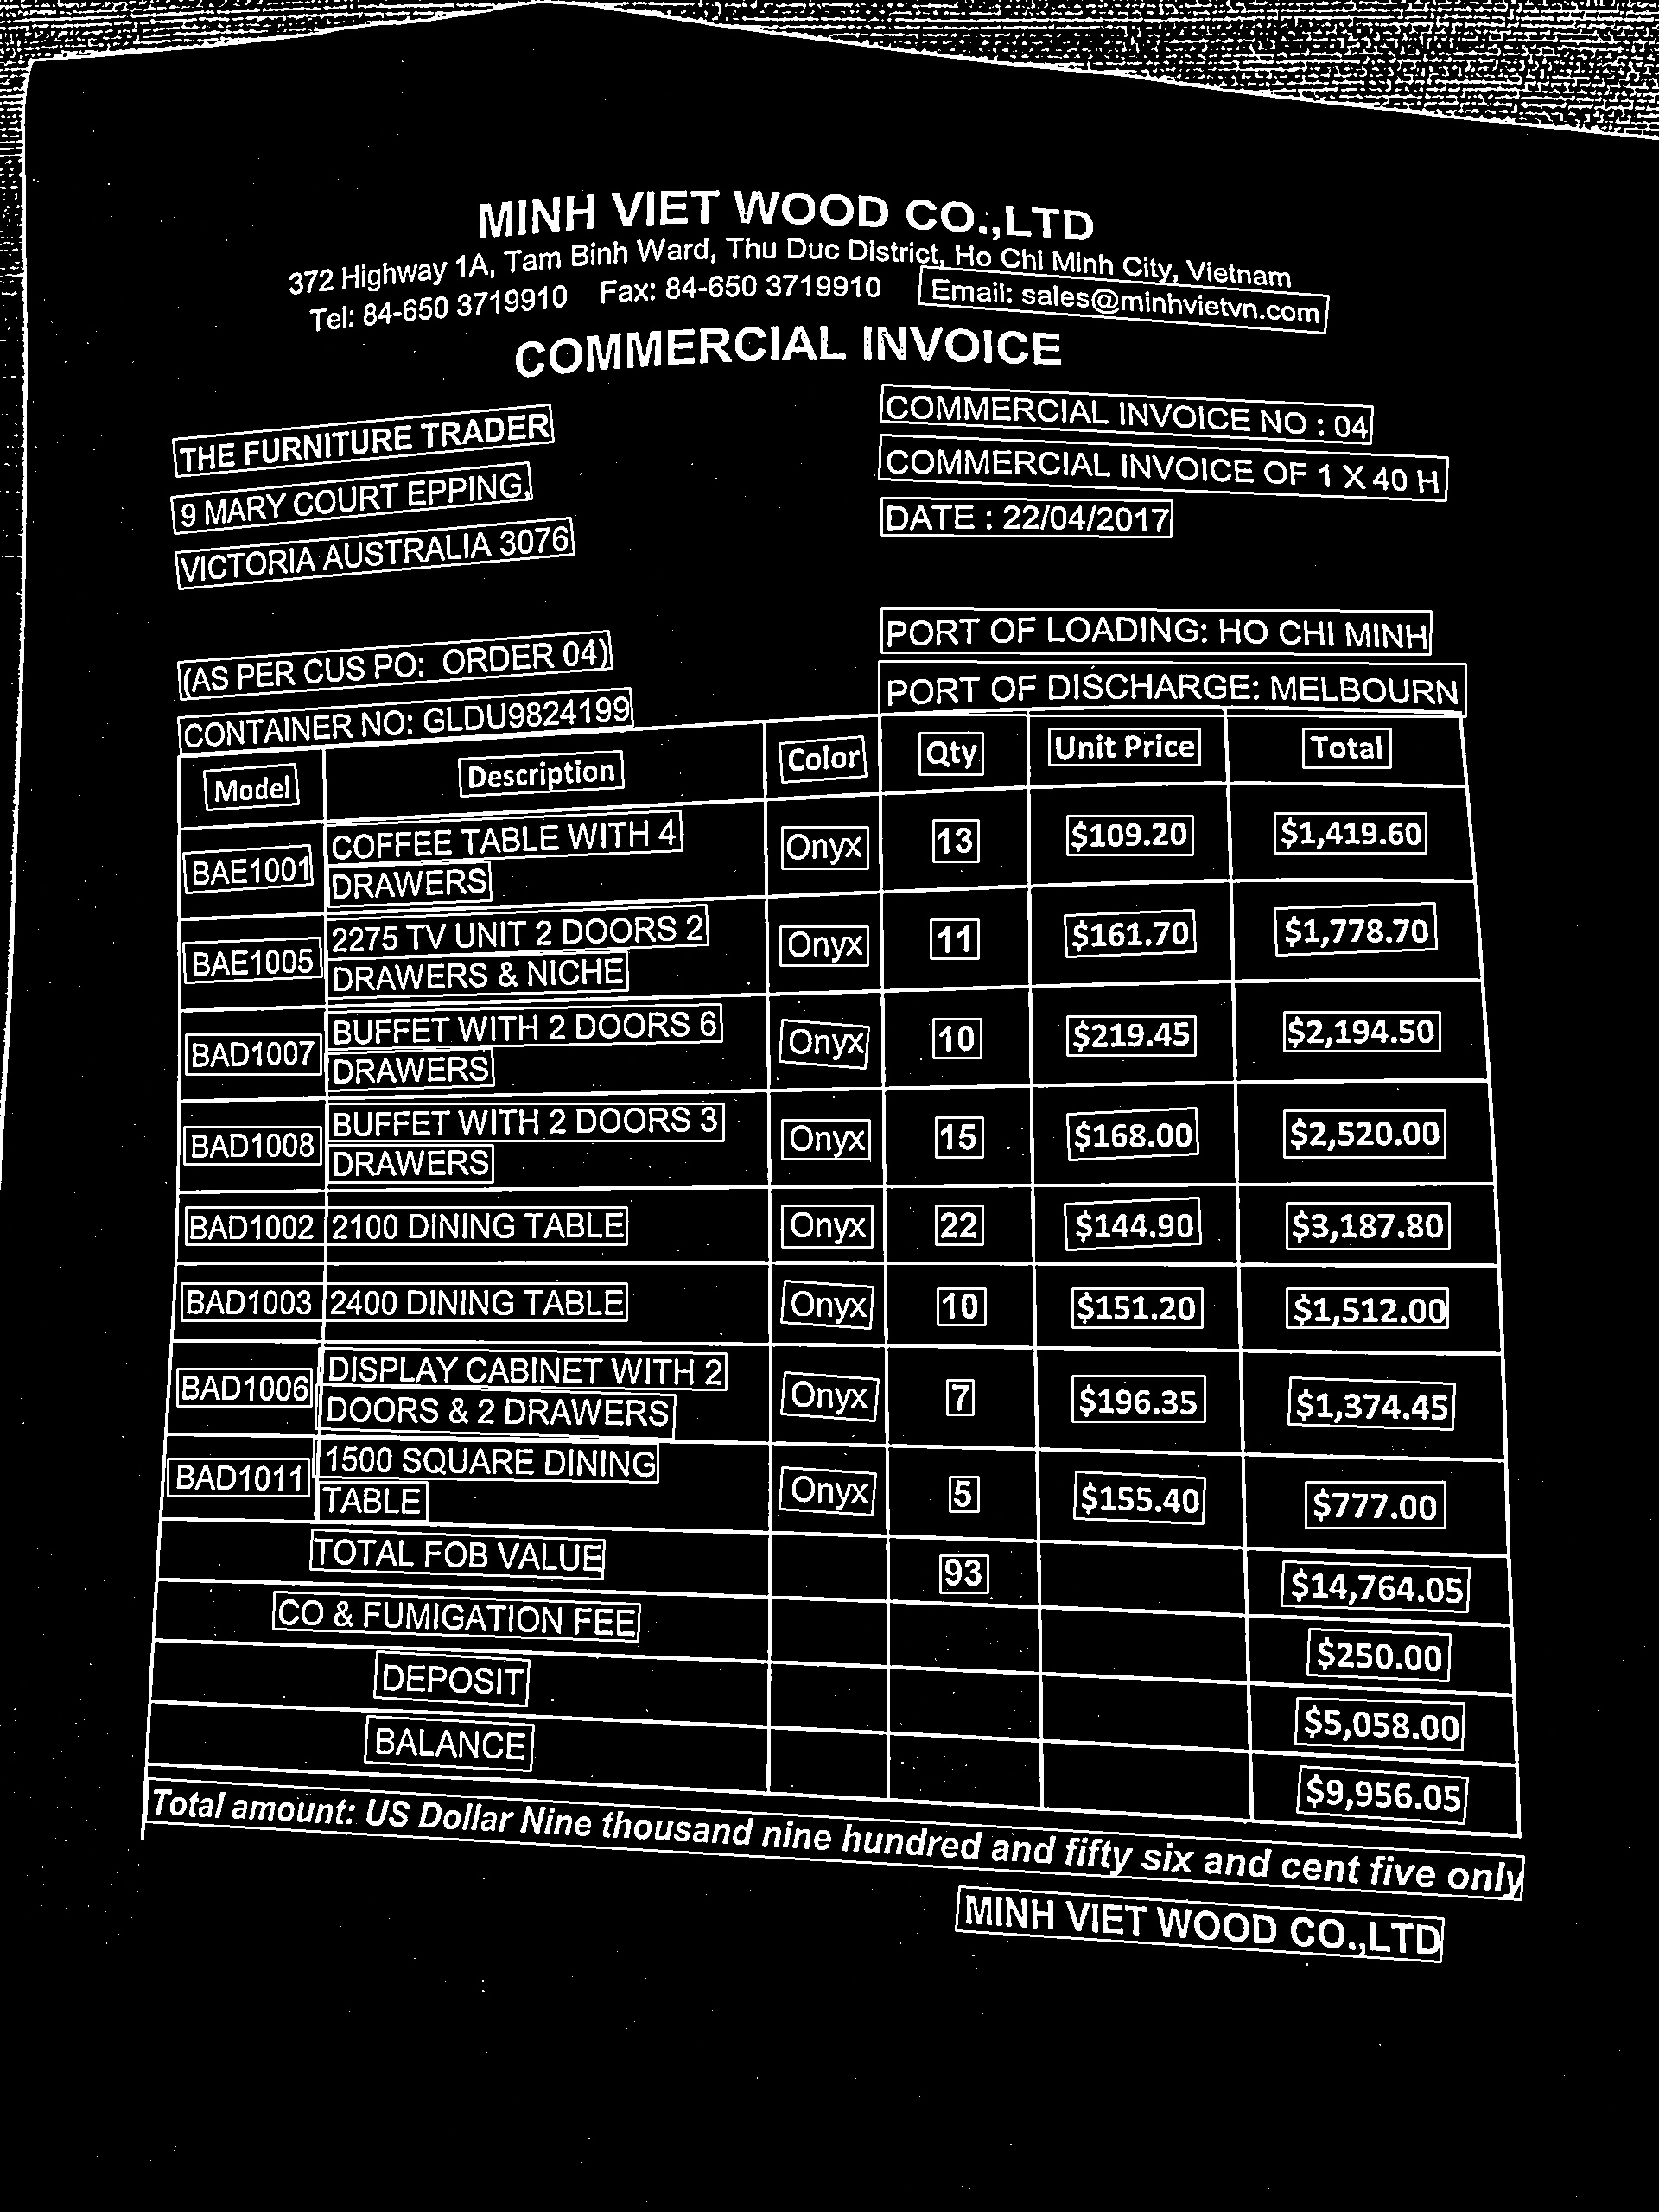 MINH VIET WOOD CO.,LTD
372 Highway 1A, Tam Binh Ward, Thu Duc District, Ho Chi Minh City, Vietnam
Tel: 84-650 3719910 Fax: 84-650 3719910 Email: sales@minhvietvn.com
COMMERCIAL INVOICE
THE FURNITURE TRADER
COMMERCIAL INVOICE NO : 04
9 MARY COURT EPPING,
COMMERCIAL INVOICE OF 1 X 40 H
VICTORIA AUSTRALIA 3076
DATE : 22/04/2017
(AS PER CUS PO: ORDER 04)
PORT OF LOADING: HO CHI MINH
CONTAINER NO: GLDU9824199
PORT OF DISCHARGE: MELBOURN
Model Description Color Qty Unit Price Total
BAE1001 COFFEE TABLE WITH 4 DRAWERS Onyx 13 $109.20 $1,419.60
BAE1005 2275 TV UNIT 2 DOORS 2 DRAWERS & NICHE Onyx 11 $161.70 $1,778.70
BAD1007 BUFFET WITH 2 DOORS 6 DRAWERS Onyx 10 $219.45 $2,194.50
BAD1008 BUFFET WITH 2 DOORS 3 DRAWERS Onyx 15 $168.00 $2,520.00
BAD1002 2100 DINING TABLE Onyx 22 $144.90 $3,187.80
BAD1003 2400 DINING TABLE Onyx 10 $151.20 $1,512.00
BAD1006 DISPLAY CABINET WITH 2 DOORS & 2 DRAWERS Onyx 7 $196.35 $1,374.45
BAD1011 1500 SQUARE DINING TABLE Onyx 5 $155.40 $777.00
TOTAL FOB VALUE 93 $14,764.05
CO & FUMIGATION FEE $250.00
DEPOSIT $5,058.00
BALANCE $9,956.05
Total amount: US Dollar Nine thousand nine hundred and fifty six and cent five only
MINH VIET WOOD CO.,LTD